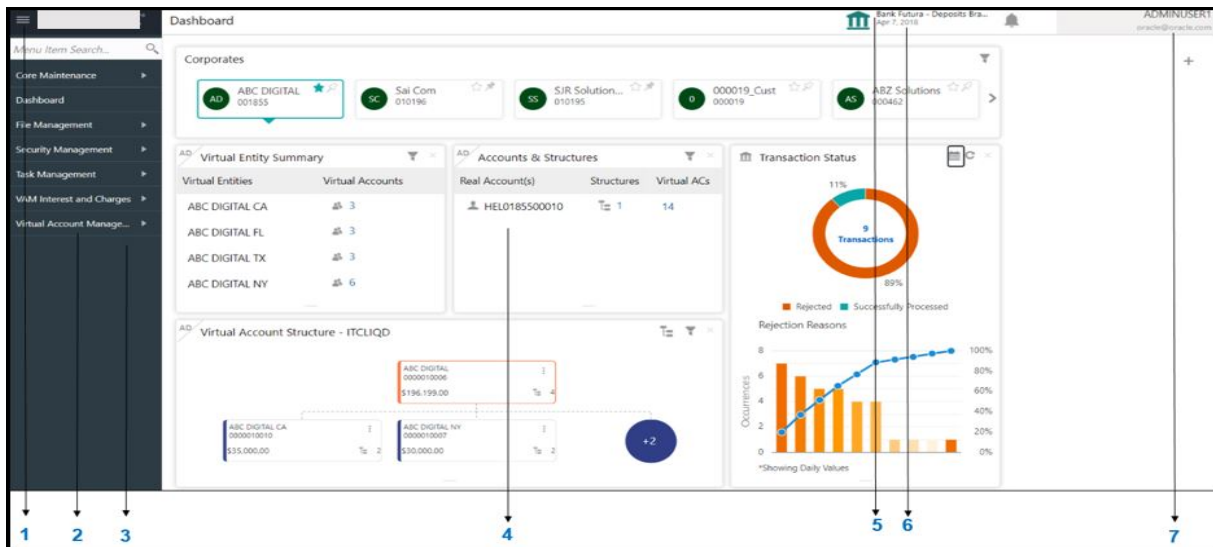 Dashboard
Bank Futura - Deposits Bra...
Apr 7, 2018
ADMINUSER1
oracle@oracle.com
Menu Item Search...
Core Maintenance
Dashboard
File Management
Security Management
Task Management
VAM Interest and Charges
Virtual Account Manage...
Corporates
AD
ABC DIGITAL
001855
SC
Sai Com
010196
SS
SJR Solution...
010195
0
000019_Cust
000019
AS
ABZ Solutions
000462
AD
Virtual Entity Summary
Virtual Entities Virtual Accounts
ABC DIGITAL CA 3
ABC DIGITAL FL 3
ABC DIGITAL TX 3
ABC DIGITAL NY 6
AD
Accounts & Structures
Real Account(s) Structures Virtual ACs
HEL0185500010 1 14
Transaction Status
11%
9
Transactions
89%
Rejected Successfully Processed
Rejection Reasons
8 100%
80%
6
60%
4
40%
2
20%
0 0%
Occurrences
*Showing Daily Values
AD
Virtual Account Structure - ITCLIQD
ABC DIGITAL
0000010006
$196,199.00 4
ABC DIGITAL CA
0000010010
$35,000.00 2
ABC DIGITAL NY
0000010007
$30,000.00 2
+2
1 2 3 4 5 6 7